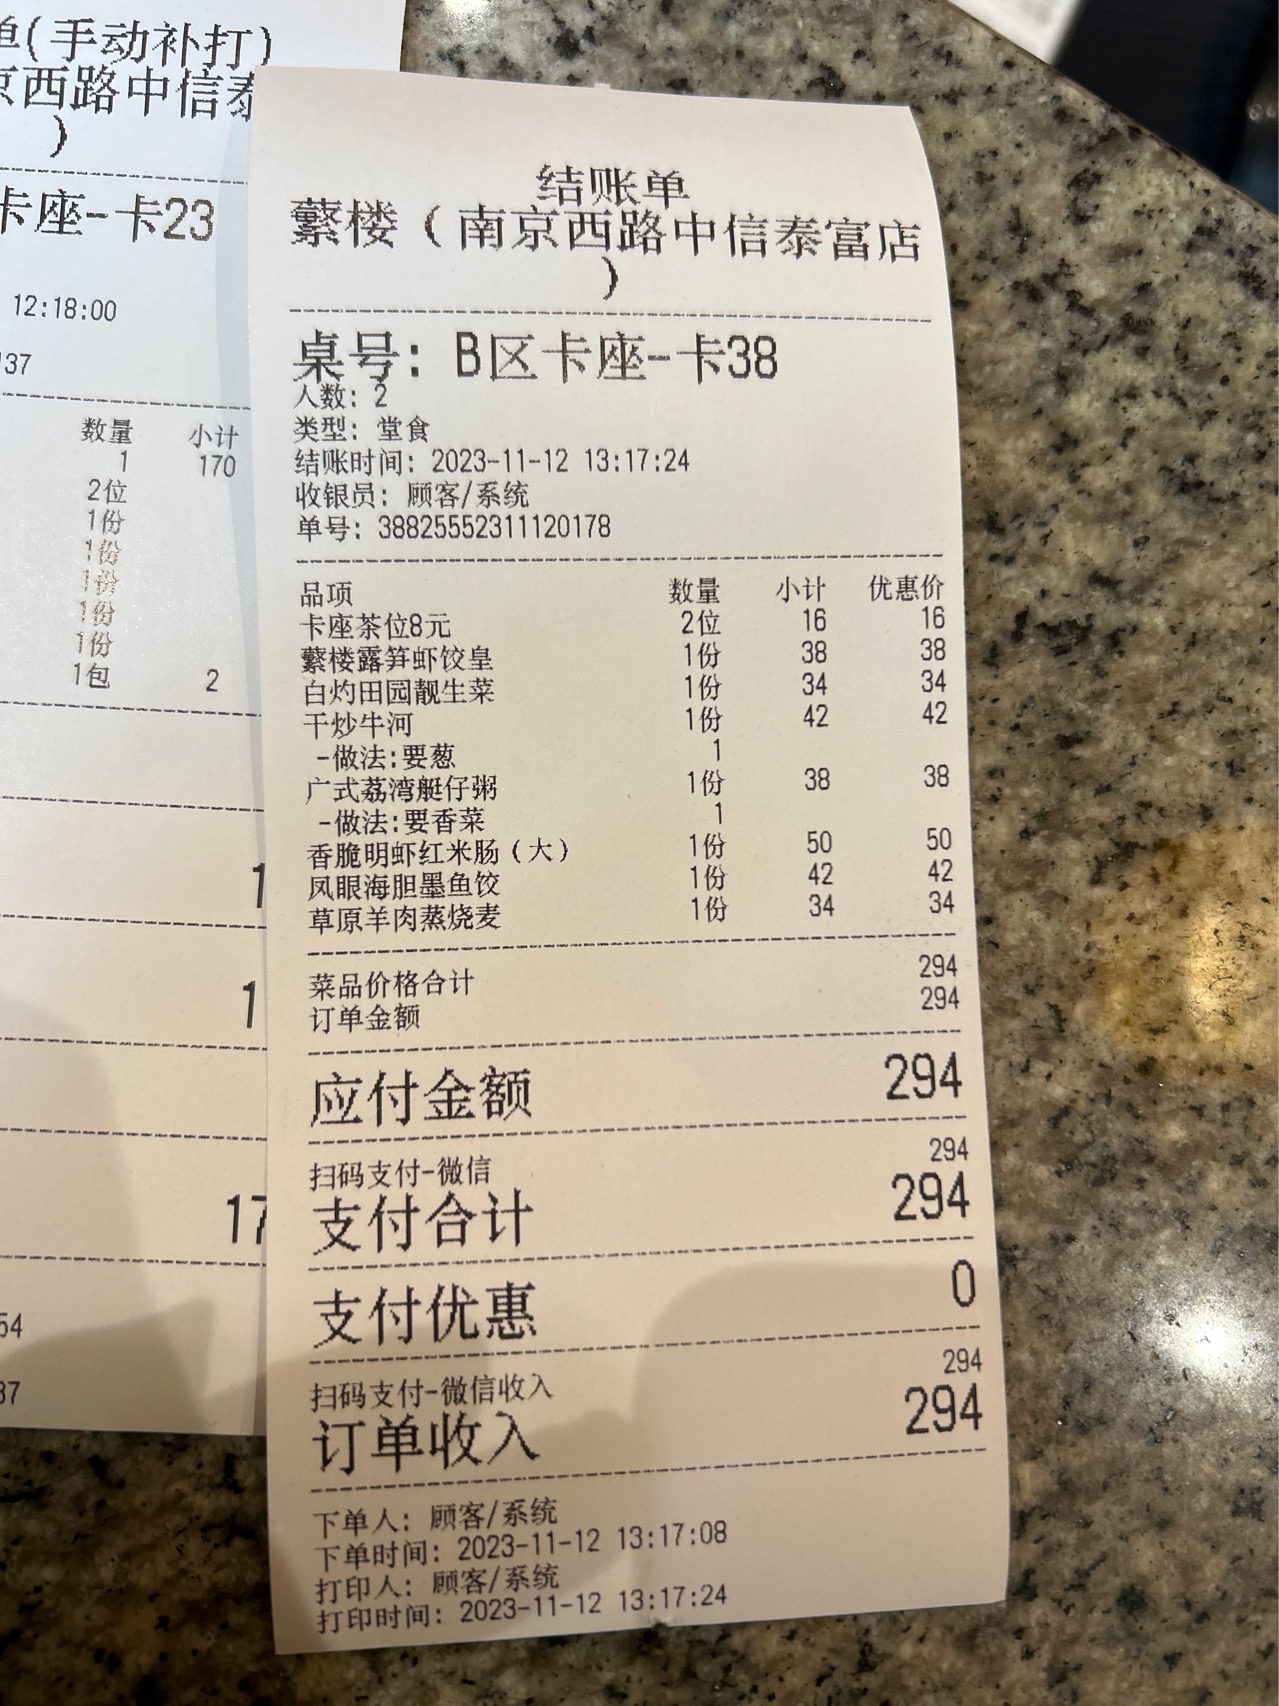 单(手动补打)
京西路中信泰
)
卡座-卡23
12:18:00
37
数量 小计
1 170
2位
1份
1份
1份
1份
1份
1包 2
1
1
17
54
37
结账单
蘩楼（南京西路中信泰富店
）
桌号: B区卡座-卡38
人数: 2
类型: 堂食
结账时间: 2023-11-12 13:17:24
收银员: 顾客/系统
单号: 38825552311120178
品项 数量 小计 优惠价
卡座茶位8元 2位 16 16
蘩楼露笋虾饺皇 1份 38 38
白灼田园靓生菜 1份 34 34
干炒牛河 1份 42 42
-做法:要葱 1
广式荔湾艇仔粥 1份 38 38
-做法:要香菜 1
香脆明虾红米肠（大） 1份 50 50
凤眼海胆墨鱼饺 1份 42 42
草原羊肉蒸烧麦 1份 34 34
菜品价格合计 294
订单金额 294
应付金额 294
扫码支付-微信 294
支付合计 294
支付优惠 0
扫码支付-微信收入 294
订单收入 294
下单人: 顾客/系统
下单时间: 2023-11-12 13:17:08
打印人: 顾客/系统
打印时间: 2023-11-12 13:17:24